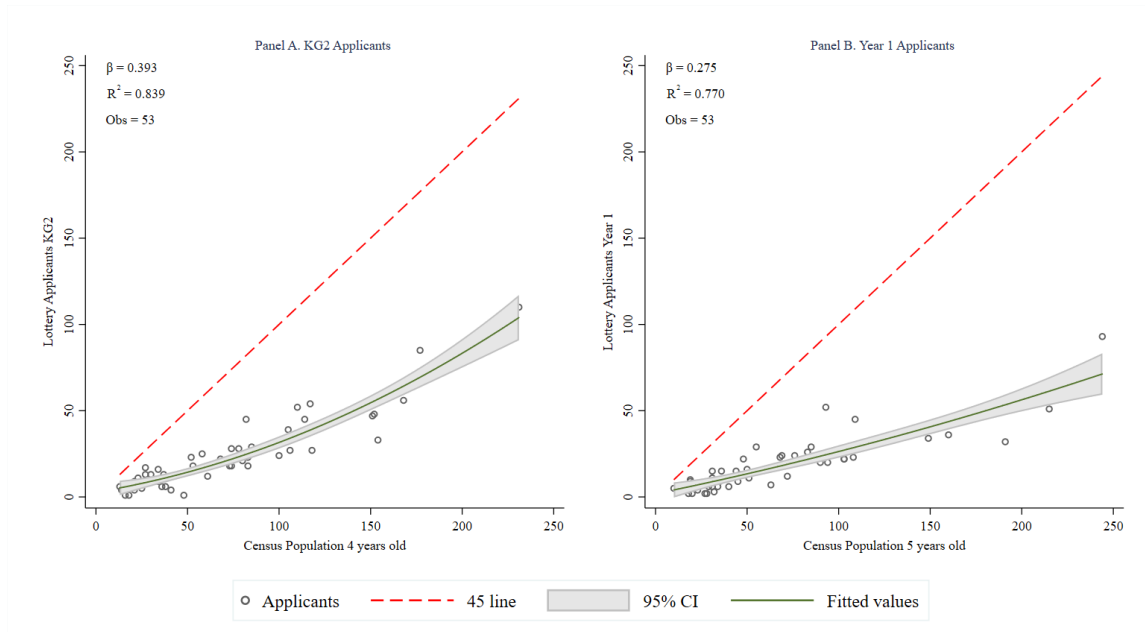 Panel A. KG2 Applicants
β = 0.393
R² = 0.839
Obs = 53
Lottery Applicants KG2
250
200
150
100
50
0
0 50 100 150 200 250
Census Population 4 years old
Panel B. Year 1 Applicants
β = 0.275
R² = 0.770
Obs = 53
Lottery Applicants Year 1
250
200
150
100
50
0
0 50 100 150 200 250
Census Population 5 years old
Applicants 45 line 95% CI Fitted values